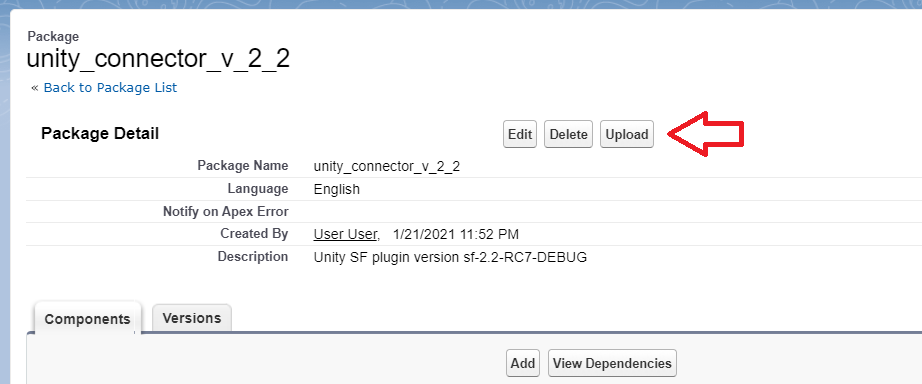 Package
unity_connector_v_2_2
« Back to Package List
Package Detail Edit Delete Upload
Package Name unity_connector_v_2_2
Language English
Notify on Apex Error
Created By User User, 1/21/2021 11:52 PM
Description Unity SF plugin version sf-2.2-RC7-DEBUG
Components Versions
Add View Dependencies